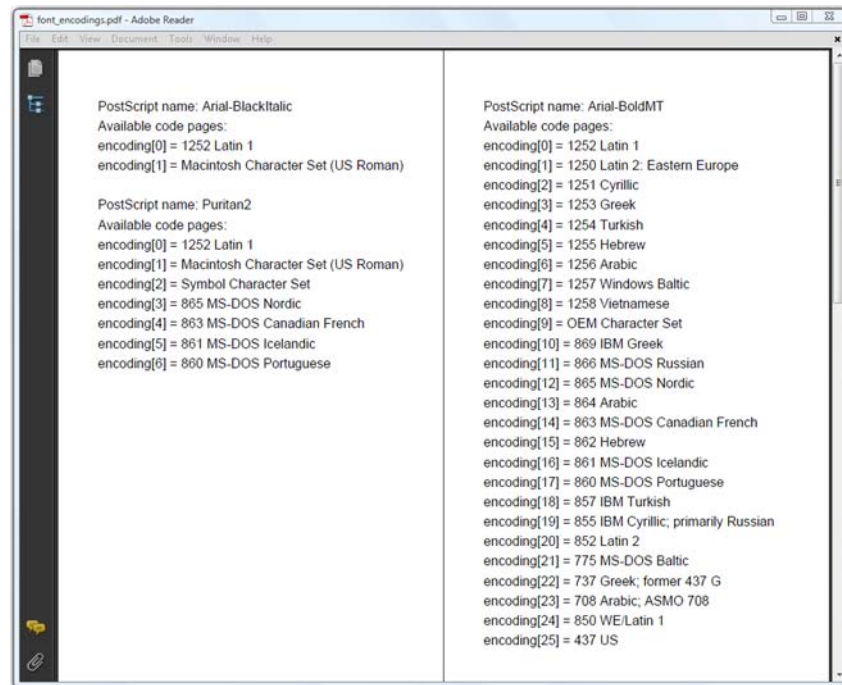 font_encodings.pdf - Adobe Reader
File Edit View Document Tools Window Help
PostScript name: Arial-BlackItalic
Available code pages:
encoding[0] = 1252 Latin 1
encoding[1] = Macintosh Character Set (US Roman)
PostScript name: Puritan2
Available code pages:
encoding[0] = 1252 Latin 1
encoding[1] = Macintosh Character Set (US Roman)
encoding[2] = Symbol Character Set
encoding[3] = 865 MS-DOS Nordic
encoding[4] = 863 MS-DOS Canadian French
encoding[5] = 861 MS-DOS Icelandic
encoding[6] = 860 MS-DOS Portuguese
PostScript name: Arial-BoldMT
Available code pages:
encoding[0] = 1252 Latin 1
encoding[1] = 1250 Latin 2: Eastern Europe
encoding[2] = 1251 Cyrillic
encoding[3] = 1253 Greek
encoding[4] = 1254 Turkish
encoding[5] = 1255 Hebrew
encoding[6] = 1256 Arabic
encoding[7] = 1257 Windows Baltic
encoding[8] = 1258 Vietnamese
encoding[9] = OEM Character Set
encoding[10] = 869 IBM Greek
encoding[11] = 866 MS-DOS Russian
encoding[12] = 865 MS-DOS Nordic
encoding[13] = 864 Arabic
encoding[14] = 863 MS-DOS Canadian French
encoding[15] = 862 Hebrew
encoding[16] = 861 MS-DOS Icelandic
encoding[17] = 860 MS-DOS Portuguese
encoding[18] = 857 IBM Turkish
encoding[19] = 855 IBM Cyrillic; primarily Russian
encoding[20] = 852 Latin 2
encoding[21] = 775 MS-DOS Baltic
encoding[22] = 737 Greek; former 437 G
encoding[23] = 708 Arabic; ASMO 708
encoding[24] = 850 WE/Latin 1
encoding[25] = 437 US